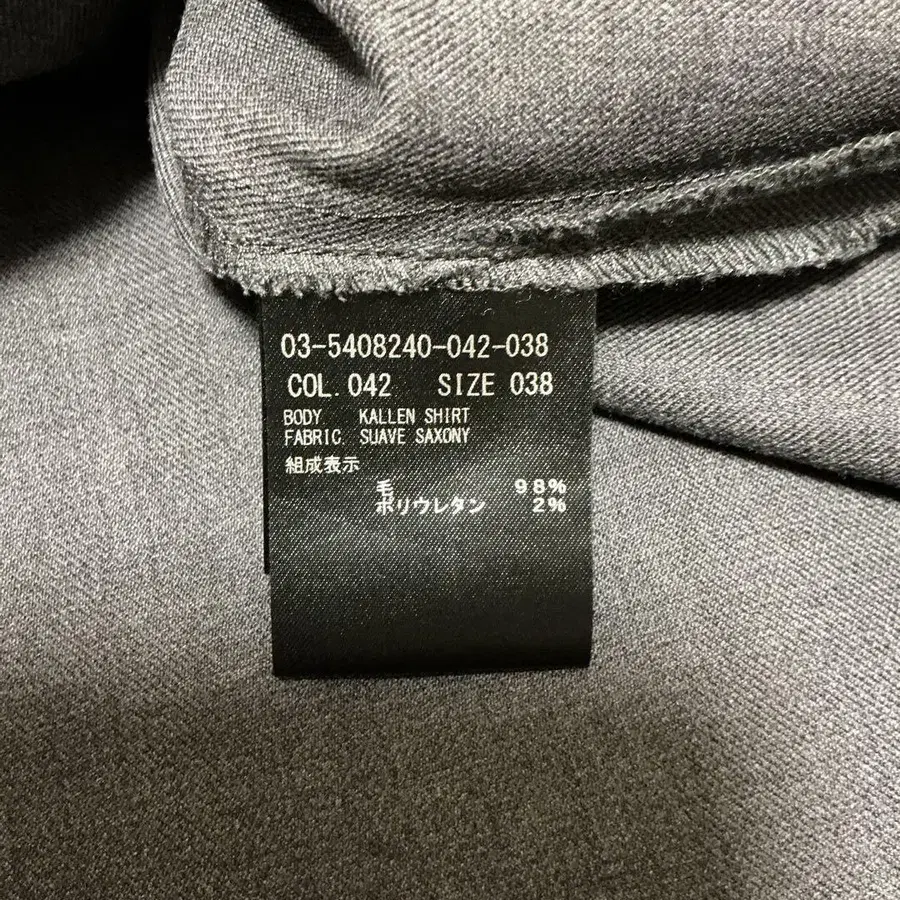 03-5408240-042-038
COL. 042 SIZE 038
BODY KALLEN SHIRT
FABRIC SUAVE SAXONY
組成表示
毛 98%
ポリウレタン 2%